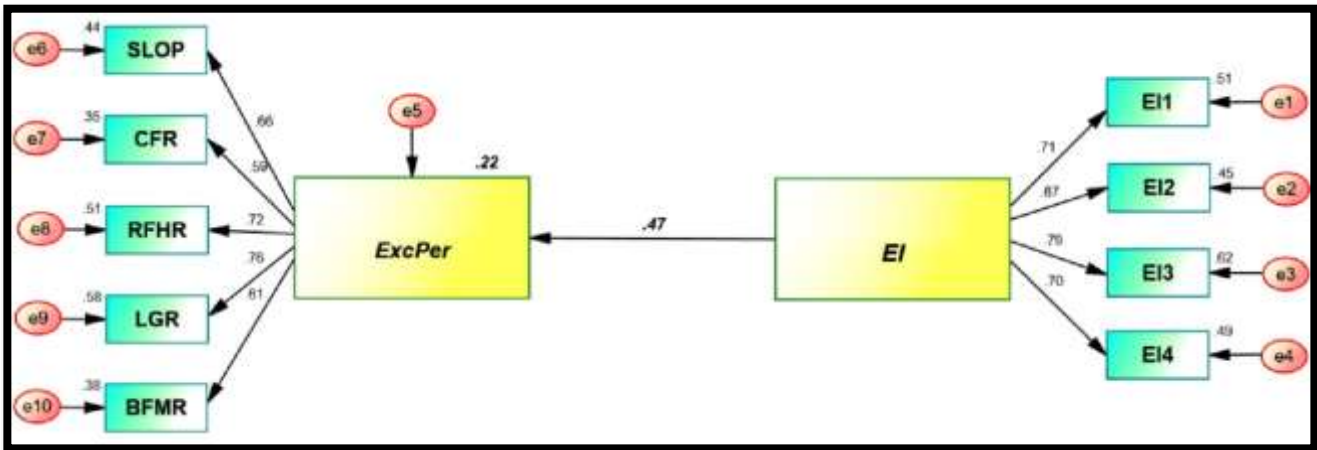 .44
e6
SLOP
.35
e7
CFR
.51
e8
RFHR
.58
e9
LGR
.38
e10
BFMR
.66
.59
.72
.76
.61
e5
.22
ExcPer
.47
EI
.71
.67
.79
.70
.51
EI1
e1
.45
EI2
e2
.62
EI3
e3
.49
EI4
e4